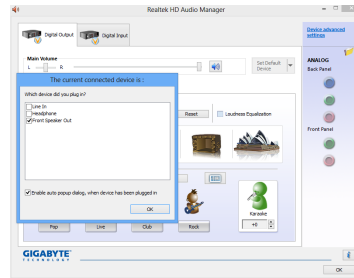 Realtek HD Audio Manager
Digital Output
Digital Input
Device advanced
settings
Main Volume
L
R
Set Default
Device
ANALOG
Back Panel
The current connected device is :
Which device did you plug in?
Line In
Headphone
Front Speaker Out
Reset
Loudness Equalization
Front Panel
Enable auto popup dialog, when device has been plugged in
OK
Karaoke
+0
Pop
Live
Club
Rock
GIGABYTE
TECHNOLOGY
i
OK